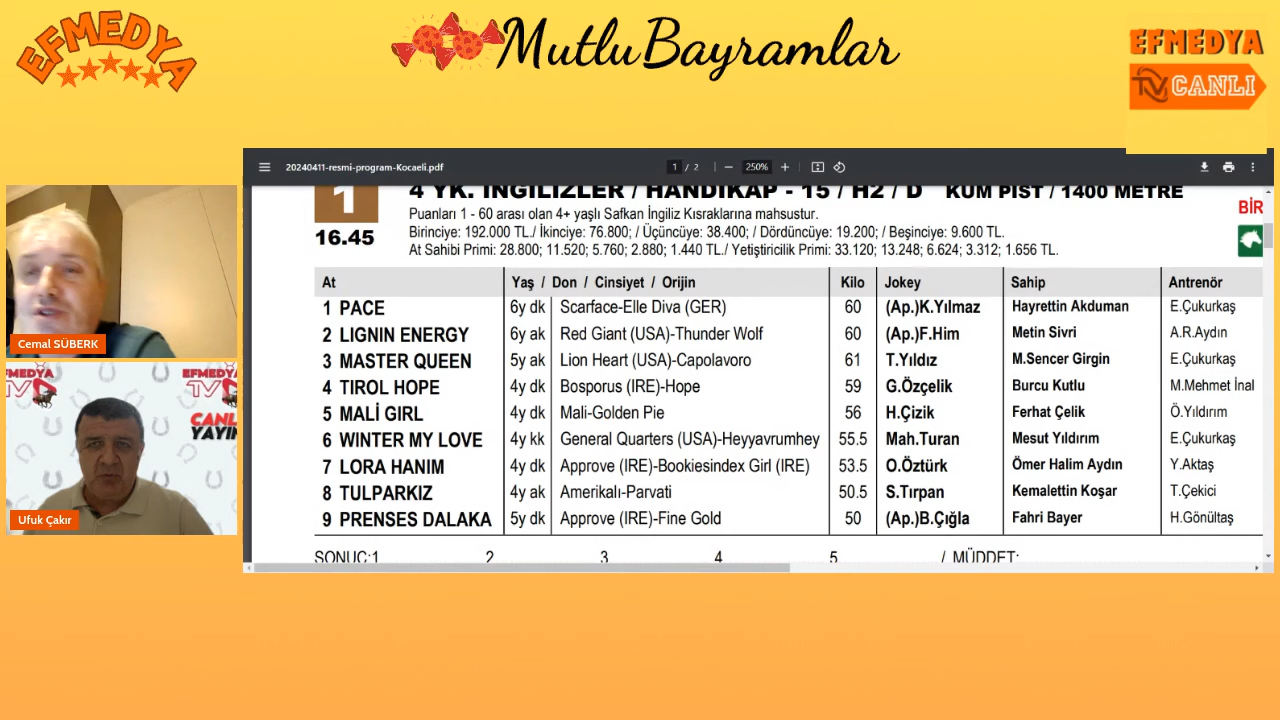 EFMEDYA
Mutlu Bayramlar
EFMEDYA
TV CANLI
20240411-resmi-program-Kocaeli.pdf
1 / 2
250%
1
4 YK. İNGİLİZLER / HANDİKAP - 15 / H2 / D KUM PİST / 1400 METRE
16.45
Puanları 1 - 60 arası olan 4+ yaşlı Safkan İngiliz Kısraklarına mahsustur.
BİR
Birinciye: 192.000 TL./ İkinciye: 76.800; / Üçüncüye: 38.400; / Dördüncüye: 19.200; / Beşinciye: 9.600 TL.
At Sahibi Primi: 28.800; 11.520; 5.760; 2.880; 1.440 TL./ Yetiştiricilik Primi: 33.120; 13.248; 6.624; 3.312; 1.656 TL.
At Yaş / Don / Cinsiyet / Orijin Kilo Jokey Sahip Antrenör
1 PACE 6y dk Scarface-Elle Diva (GER) 60 (Ap.)K.Yılmaz Hayrettin Akduman E.Çukurkaş
2 LIGNIN ENERGY 6y ak Red Giant (USA)-Thunder Wolf 60 (Ap.)F.Him Metin Sivri A.R.Aydın
3 MASTER QUEEN 5y ak Lion Heart (USA)-Capolavoro 61 T.Yıldız M.Sencer Girgin E.Çukurkaş
4 TIROL HOPE 4y dk Bosporus (IRE)-Hope 59 G.Özçelik Burcu Kutlu M.Mehmet İnal
5 MALİ GIRL 4y dk Mali-Golden Pie 56 H.Çizik Ferhat Çelik Ö.Yıldırım
6 WINTER MY LOVE 4y kk General Quarters (USA)-Heyyavrumhey 55.5 Mah.Turan Mesut Yıldırım E.Çukurkaş
7 LORA HANIM 4y dk Approve (IRE)-Bookiesindex Girl (IRE) 53.5 O.Öztürk Ömer Halim Aydın Y.Aktaş
8 TULPARKIZ 4y ak Amerikalı-Parvati 50.5 S.Tırpan Kemalettin Koşar T.Çekici
9 PRENSES DALAKA 5y dk Approve (IRE)-Fine Gold 50 (Ap.)B.Çığla Fahri Bayer H.Gönültaş
SONUÇ:1 2 3 4 5 / MÜDDET:
Cemal SÜBERK
EFMEDYA
TV
CANLI
YAYIN
Ufuk Çakır